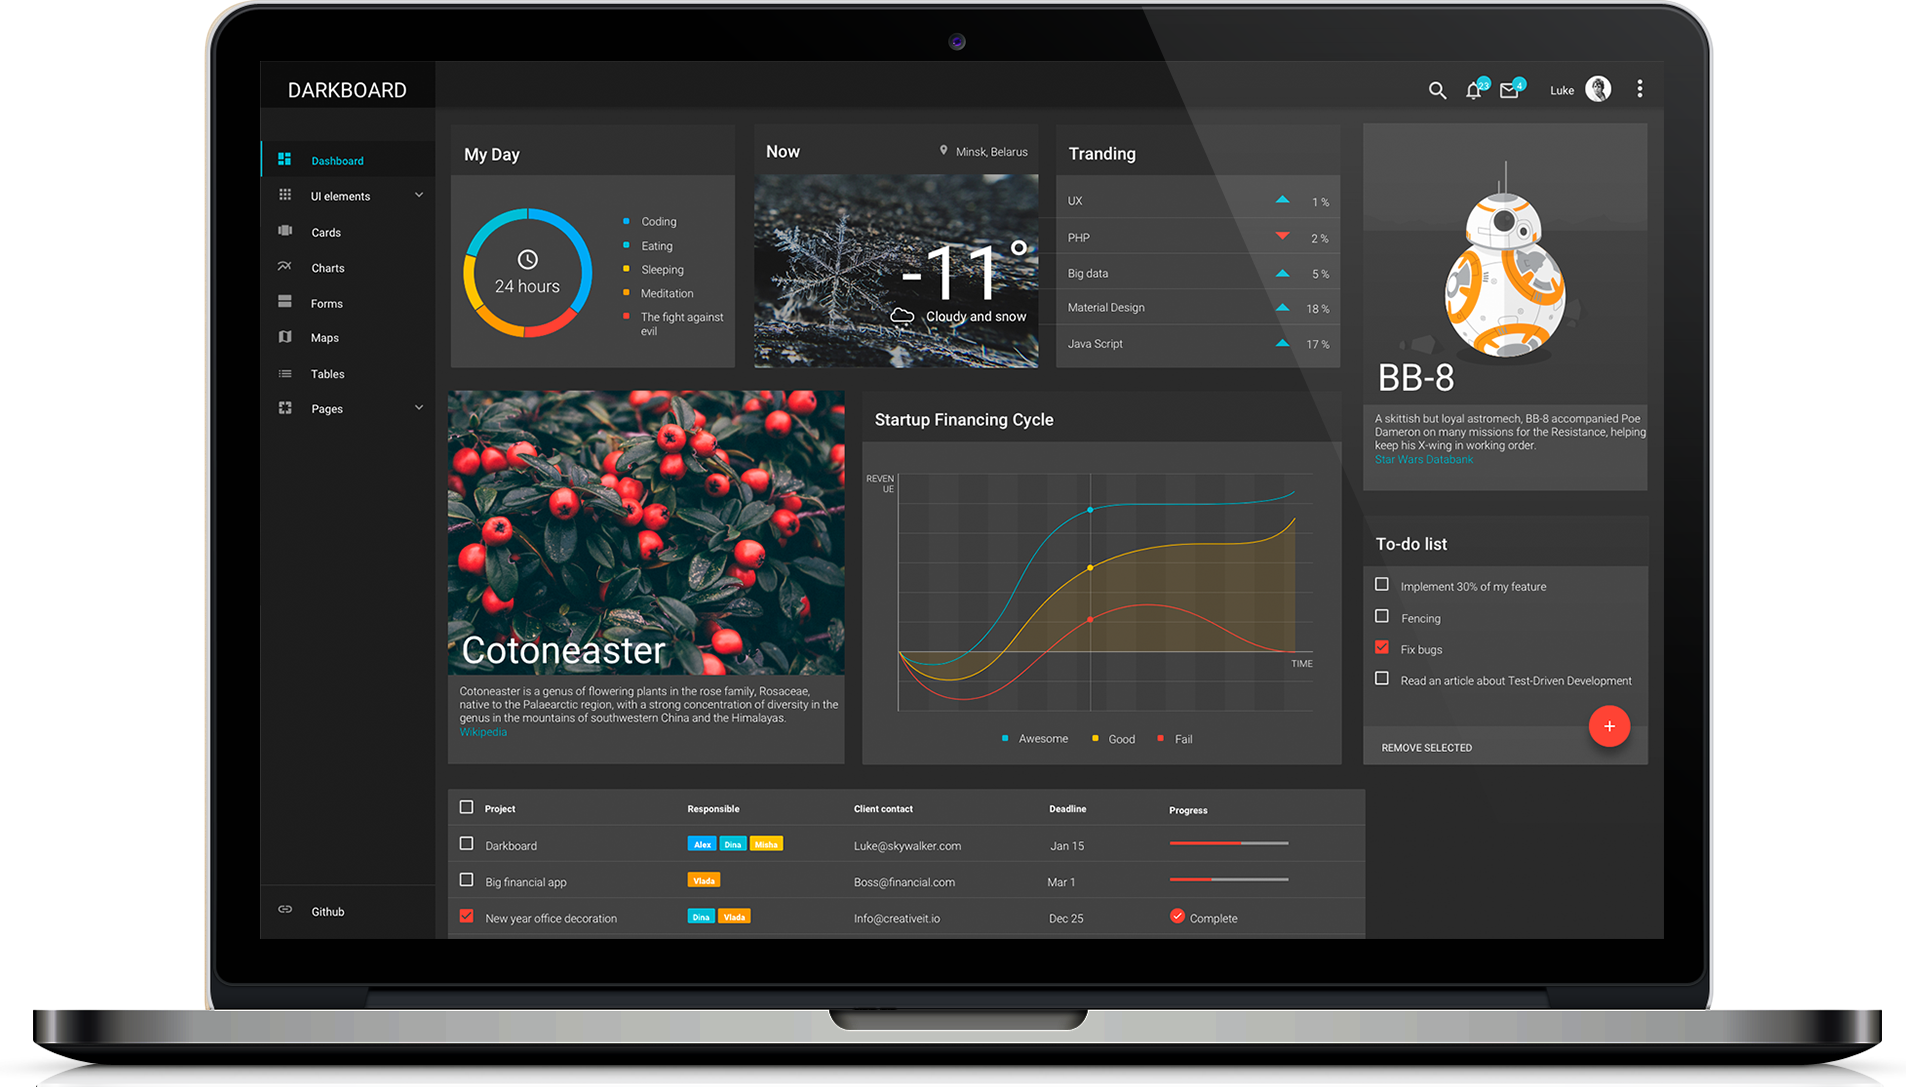 DARKBOARD
23
4
Luke
Dashboard
UI elements
Cards
Charts
Forms
Maps
Tables
Pages
Github
My Day
24 hours
Coding
Eating
Sleeping
Meditation
The fight against
evil
Now
Minsk, Belarus
-11°
Cloudy and snow
Tranding
UX 1 %
PHP 2 %
Big data 5 %
Material Design 18 %
Java Script 17 %
BB-8
A skittish but loyal astromech, BB-8 accompanied Poe
Dameron on many missions for the Resistance, helping
keep his X-wing in working order.
Star Wars Databank
Cotoneaster
Cotoneaster is a genus of flowering plants in the rose family, Rosaceae,
native to the Palaearctic region, with a strong concentration of diversity in the
genus in the mountains of southwestern China and the Himalayas.
Wikipedia
Startup Financing Cycle
REVEN
UE
TIME
Awesome Good Fail
To-do list
Implement 30% of my feature
Fencing
Fix bugs
Read an article about Test-Driven Development
+
REMOVE SELECTED
Project Responsible Client contact Deadline Progress
Darkboard Alex Dina Misha Luke@skywalker.com Jan 15
Big financial app Vlada Boss@financial.com Mar 1
New year office decoration Dina Vlada Info@creativeit.io Dec 25 Complete